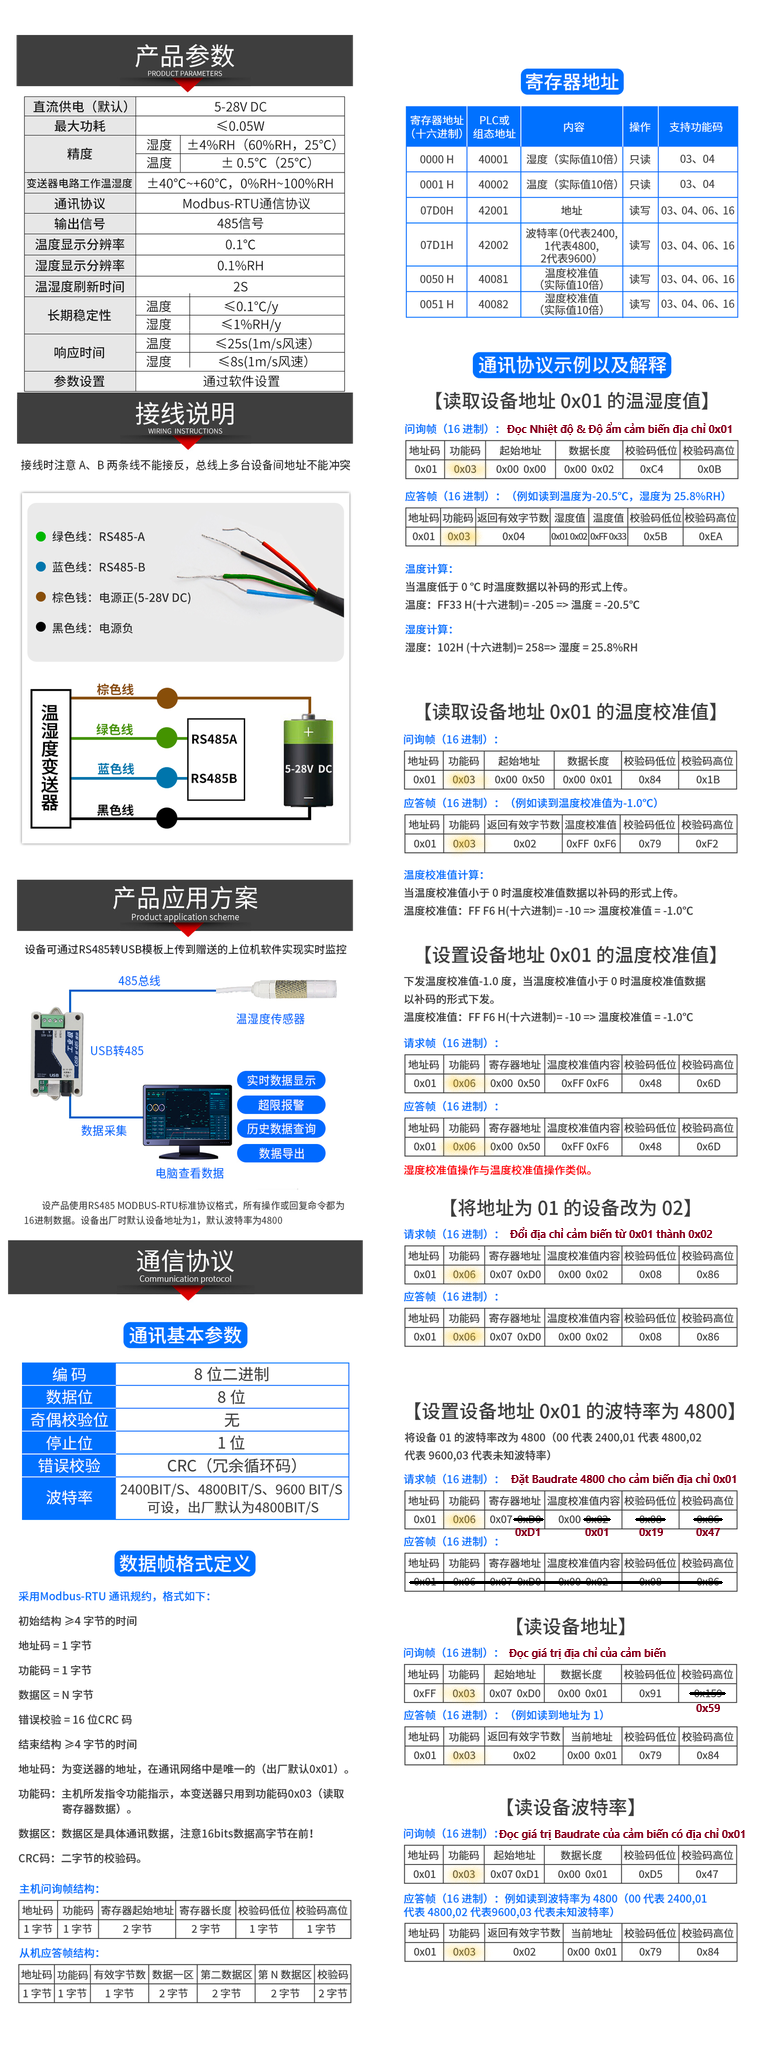 产品参数
PRODUCT PARAMETERS
直流供电（默认） 5-28V DC
最大功耗 ≤0.05W
精度 湿度 ±4%RH（60%RH，25℃）
温度 ± 0.5℃（25℃）
变送器电路工作温湿度 ±40℃~+60℃，0%RH~100%RH
通讯协议 Modbus-RTU通信协议
输出信号 485信号
温度显示分辨率 0.1℃
湿度显示分辨率 0.1%RH
温湿度刷新时间 2S
长期稳定性 温度 ≤0.1℃/y
湿度 ≤1%RH/y
响应时间 温度 ≤25s(1m/s风速）
湿度 ≤8s(1m/s风速）
参数设置 通过软件设置
接线说明
WIRING INSTRUCTIONS
接线时注意 A、B 两条线不能接反，总线上多台设备间地址不能冲突
绿色线：RS485-A
蓝色线：RS485-B
棕色钱：电源正(5-28V DC)
黑色线：电源负
温湿度变送器
棕色线
绿色线
蓝色线
黑色线
RS485A
RS485B
5-28V DC
产品应用方案
Product application scheme
设备可通过RS485转USB模板上传到赠送的上位机软件实现实时监控
485总线
温湿度传感器
USB转485
USB
数据采集
电脑查看数据
实时数据显示
超限报警
历史数据查询
数据导出
设产品使用RS485 MODBUS-RTU标准协议格式，所有操作或回复命令都为
16进制数据。设备出厂时默认设备地址为1，默认波特率为4800
通信协议
Communication protocol
通讯基本参数
编 码 8 位二进制
数据位 8 位
奇偶校验位 无
停止位 1 位
错误校验 CRC（冗余循环码）
波特率 2400BIT/S、4800BIT/S、9600 BIT/S
可设，出厂默认为4800BIT/S
数据帧格式定义
采用Modbus-RTU 通讯规约，格式如下：
初始结构 ≥4 字节的时间
地址码 = 1 字节
功能码 = 1 字节
数据区 = N 字节
错误校验 = 16 位CRC 码
结束结构 ≥4 字节的时间
地址码：为变送器的地址，在通讯网络中是唯一的（出厂默认0x01）。
功能码：主机所发指令功能指示，本变送器只用到功能码0x03（读取
寄存器数据）。
数据区：数据区是具体通讯数据，注意16bits数据高字节在前！
CRC码：二字节的校验码。
主机问询帧结构：
地址码 功能码 寄存器起始地址 寄存器长度 校验码低位 校验码高位
1 字节 1 字节 2 字节 2 字节 1 字节 1 字节
从机应答帧结构：
地址码 功能码 有效字节数 数据一区 第二数据区 第 N 数据区 校验码
1 字节 1 字节 1 字节 2 字节 2 字节 2 字节 2 字节
寄存器地址
寄存器地址（十六进制） PLC或组态地址 内容 操作 支持功能码
0000 H 40001 湿度（实际值10倍） 只读 03、04
0001 H 40002 温度（实际值10倍） 只读 03、04
07D0H 42001 地址 读写 03、04、06、16
07D1H 42002 波特率(0代表2400,1代表4800,2代表9600） 读写 03、04、06、16
0050 H 40081 温度校准值（实际值10倍） 读写 03、04、06、16
0051 H 40082 湿度校准值（实际值10倍） 读写 03、04、06、16
通讯协议示例以及解释
【读取设备地址 0x01 的温湿度值】
问询帧（16 进制）： Đọc Nhiệt độ & Độ ẩm cảm biến địa chỉ 0x01
地址码 功能码 起始地址 数据长度 校验码低位 校验码高位
0x01 0x03 0x00 0x00 0x00 0x02 0xC4 0x0B
应答帧（16 进制）：（例如读到温度为-20.5℃，湿度为 25.8%RH）
地址码 功能码 返回有效字节数 湿度值 温度值 校验码低位 校验码高位
0x01 0x03 0x04 0x01 0x02 0xFF 0x33 0x5B 0xEA
温度计算：
当温度低于 0 ℃ 时温度数据以补码的形式上传。
温度：FF33 H(十六进制)= -205 => 温度 = -20.5℃
湿度计算：
湿度：102H (十六进制)= 258=> 湿度 = 25.8%RH
【读取设备地址 0x01 的温度校准值】
问询帧（16 进制）：
地址码 功能码 起始地址 数据长度 校验码低位 校验码高位
0x01 0x03 0x00 0x50 0x00 0x01 0x84 0x1B
应答帧（16 进制）：（例如读到温度校准值为-1.0℃）
地址码 功能码 返回有效字节数 温度校准值 校验码低位 校验码高位
0x01 0x03 0x02 0xFF 0xF6 0x79 0xF2
温度校准值计算：
当温度校准值小于 0 时温度校准值数据以补码的形式上传。
温度校准值：FF F6 H(十六进制)= -10 => 温度校准值 = -1.0℃
【设置设备地址 0x01 的温度校准值】
下发温度校准值-1.0 度，当温度校准值小于 0 时温度校准值数据
以补码的形式下发。
温度校准值：FF F6 H(十六进制)= -10 => 温度校准值 = -1.0℃
请求帧（16 进制）：
地址码 功能码 寄存器地址 温度校准值内容 校验码低位 校验码高位
0x01 0x06 0x00 0x50 0xFF 0xF6 0x48 0x6D
应答帧（16 进制）：
地址码 功能码 寄存器地址 温度校准值内容 校验码低位 校验码高位
0x01 0x06 0x00 0x50 0xFF 0xF6 0x48 0x6D
湿度校准值操作与温度校准值操作类似。
【将地址为 01 的设备改为 02】
请求帧（16 进制）： Đổi địa chỉ cảm biến từ 0x01 thành 0x02
地址码 功能码 寄存器地址 温度校准值内容 校验码低位 校验码高位
0x01 0x06 0x07 0xD0 0x00 0x02 0x08 0x86
应答帧（16 进制）：
地址码 功能码 寄存器地址 温度校准值内容 校验码低位 校验码高位
0x01 0x06 0x07 0xD0 0x00 0x02 0x08 0x86
【设置设备地址 0x01 的波特率为 4800】
将设备 01 的波特率改为 4800（00 代表 2400,01 代表 4800,02
代表 9600,03 代表未知波特率）
请求帧（16 进制）： Đặt Baudrate 4800 cho cảm biến địa chỉ 0x01
地址码 功能码 寄存器地址 温度校准值内容 校验码低位 校验码高位
0x01 0x06 0x07 0xD0 0x00 0x02 0x08 0x86
0xD1 0x01 0x19 0x47
应答帧（16 进制）：
地址码 功能码 寄存器地址 温度校准值内容 校验码低位 校验码高位
0x01 0x06 0x07 0xD0 0x00 0x02 0x08 0x86
【读设备地址】
问询帧（16 进制）： Đọc giá trị địa chỉ của cảm biến
地址码 功能码 起始地址 数据长度 校验码低位 校验码高位
0xFF 0x03 0x07 0xD0 0x00 0x01 0x91 0x159
0x59
应答帧（16 进制）：（例如读到地址为 1）
地址码 功能码 返回有效字节数 当前地址 校验码低位 校验码高位
0x01 0x03 0x02 0x00 0x01 0x79 0x84
【读设备波特率】
问询帧（16 进制）：Đọc giá trị Baudrate của cảm biến có địa chỉ 0x01
地址码 功能码 起始地址 数据长度 校验码低位 校验码高位
0x01 0x03 0x07 0xD1 0x00 0x01 0xD5 0x47
应答帧（16 进制）：例如读到波特率为 4800（00 代表 2400,01
代表 4800,02 代表9600,03 代表未知波特率）
地址码 功能码 返回有效字节数 当前地址 校验码低位 校验码高位
0x01 0x03 0x02 0x00 0x01 0x79 0x84